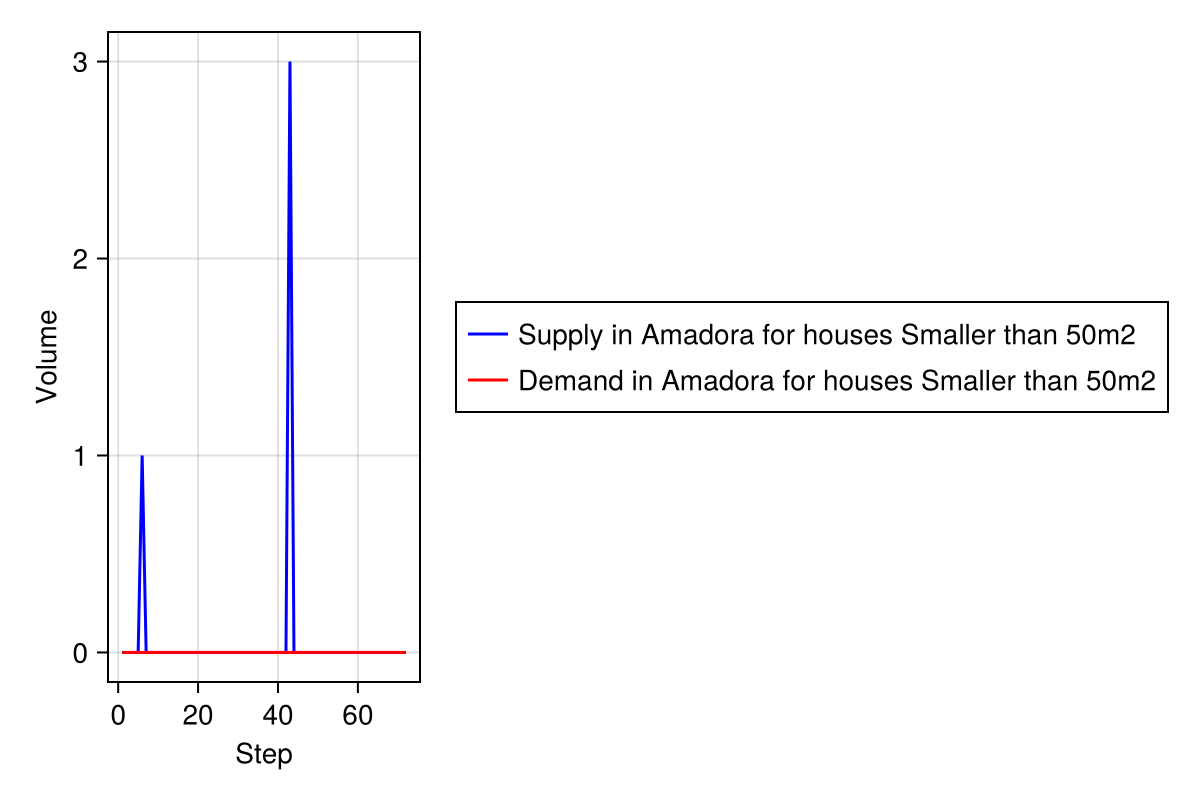 3
2
1
0
Volume
0 20 40 60
Step
Supply in Amadora for houses Smaller than 50m2
Demand in Amadora for houses Smaller than 50m2